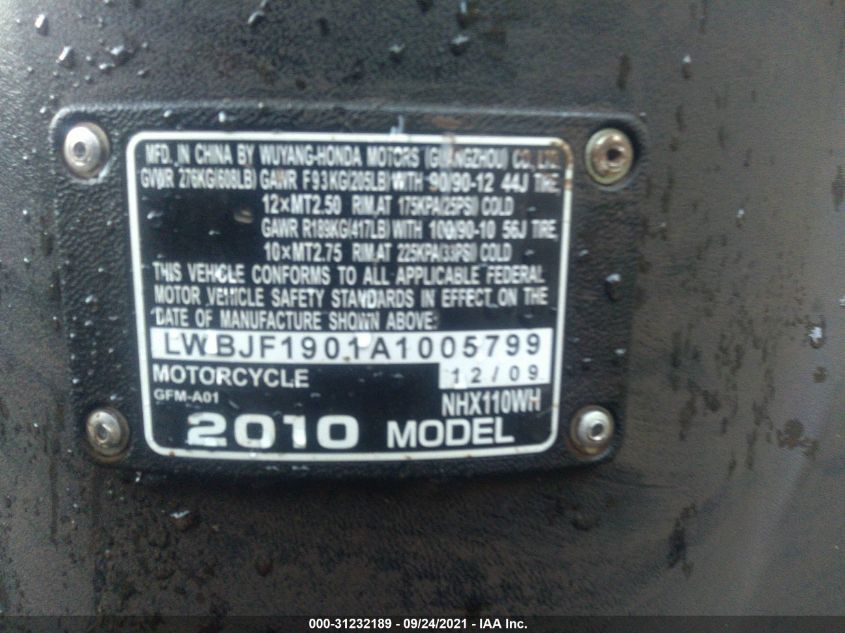 MFD. IN CHINA BY WUYANG-HONDA MOTORS (GUANGZHOU) CO., LTD.
GVWR 276KG(608LB) GAWR F93KG(205LB) WITH 90/90-12 44J TIRE,
12×MT2.50 RIM, AT 175KPA(25PSI) COLD
GAWR R189KG(417LB) WITH 100/90-10 56J TIRE,
10×MT2.75 RIM, AT 225KPA(33PSI) COLD
THIS VEHICLE CONFORMS TO ALL APPLICABLE FEDERAL
MOTOR VEHICLE SAFETY STANDARDS IN EFFECT ON THE
DATE OF MANUFACTURE SHOWN ABOVE:
LWBJF1901A1005799
MOTORCYCLE 12/09
GFM-A01 NHX110WH
2010 MODEL
000-31232189 - 09/24/2021 - IAA Inc.